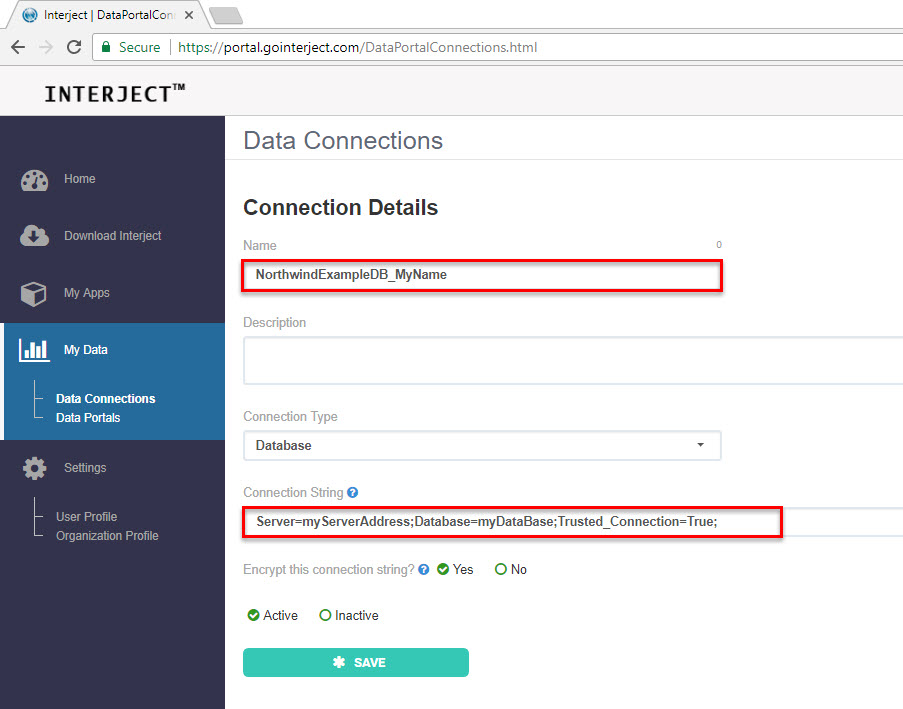 Interject | DataPortalCon
Secure
https://portal.gointerject.com/DataPortalConnections.html
INTERJECT™
Home
Download Interject
My Apps
My Data
Data Connections
Data Portals
Settings
User Profile
Organization Profile
Data Connections
Connection Details
Name 0
NorthwindExampleDB_MyName
Description
Connection Type
Database
Connection String ?
Server=myServerAddress;Database=myDataBase;Trusted_Connection=True;
Encrypt this connection string? ? Yes No
Active Inactive
SAVE